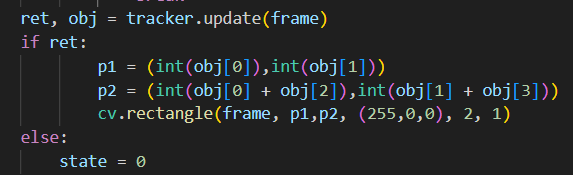 ret, obj = tracker.update(frame)
if ret:
        p1 = (int(obj[0]),int(obj[1]))
        p2 = (int(obj[0] + obj[2]),int(obj[1] + obj[3]))
        cv.rectangle(frame, p1,p2, (255,0,0), 2, 1)
else:
    state = 0